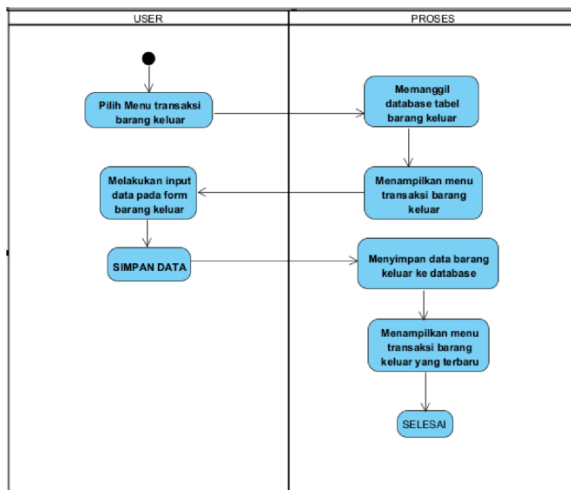 USER
PROSES
Pilih Menu transaksi
barang keluar
Memanggil
database tabel
barang keluar
Menampilkan menu
transaksi barang
keluar
Melakukan input
data pada form
barang keluar
SIMPAN DATA
Menyimpan data barang
keluar ke database
Menampilkan menu
transaksi barang
keluar yang terbaru
SELESAI